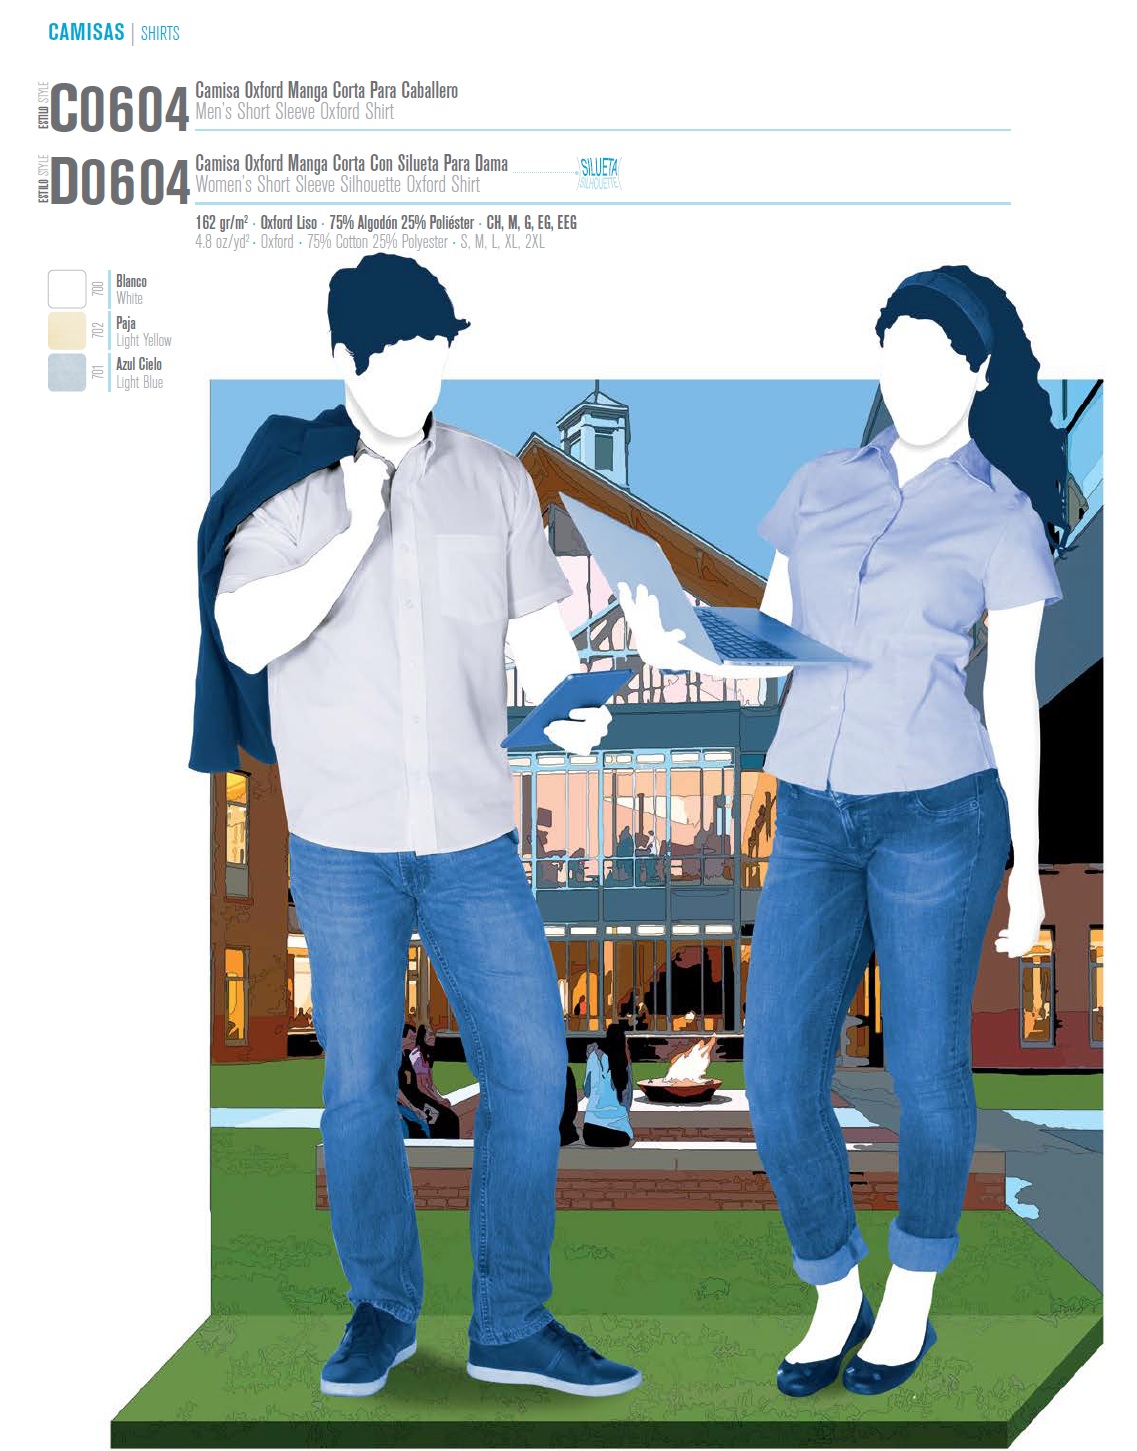 CAMISAS | SHIRTS
ESTILO STYLE
C0604
Camisa Oxford Manga Corta Para Caballero
Men's Short Sleeve Oxford Shirt
ESTILO STYLE
D0604
Camisa Oxford Manga Corta Con Silueta Para Dama
SILUETA
SILHOUETTE
Women's Short Sleeve Silhouette Oxford Shirt
162 gr/m² · Oxford Liso · 75% Algodón 25% Poliéster · CH, M, G, EG, EEG
4.8 oz/yd² · Oxford · 75% Cotton 25% Polyester · S, M, L, XL, 2XL
700
Blanco
White
702
Paja
Light Yellow
701
Azul Cielo
Light Blue